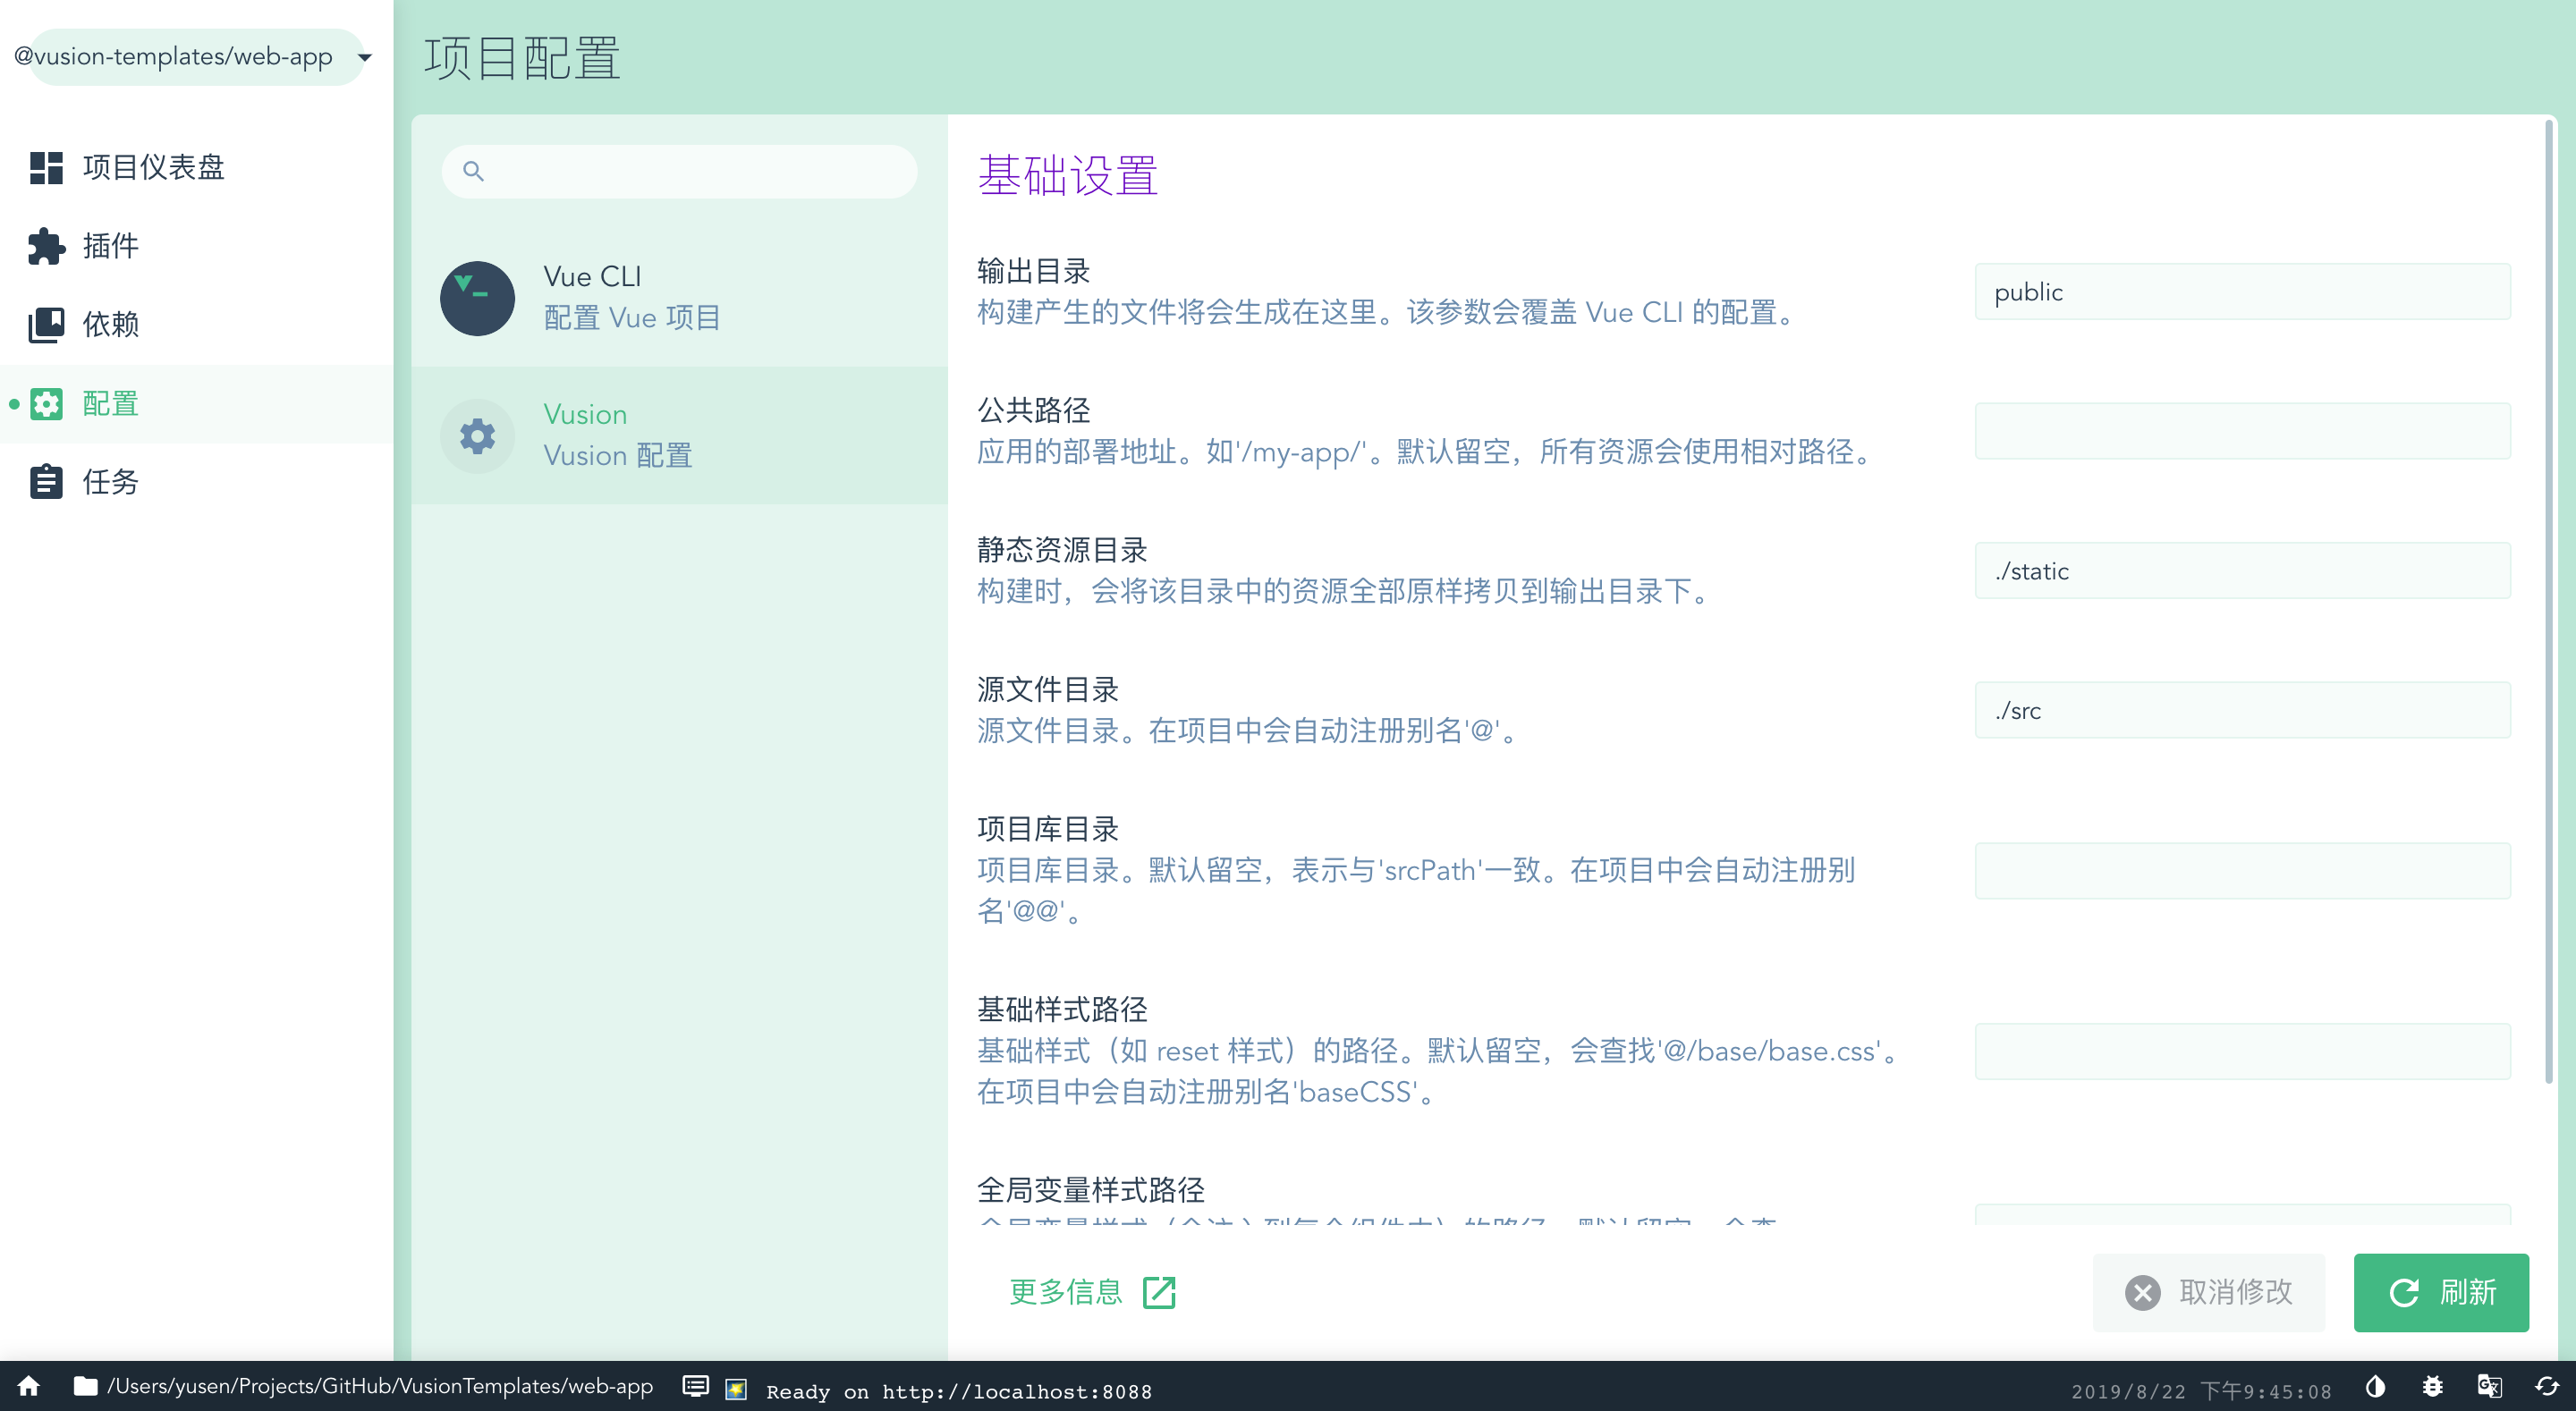 @vusion-templates/web-app
项目仪表盘
插件
依赖
配置
任务
项目配置
Vue CLI
配置 Vue 项目
Vusion
Vusion 配置
基础设置
输出目录
构建产生的文件将会生成在这里。该参数会覆盖 Vue CLI 的配置。
public
公共路径
应用的部署地址。如'/my-app/'。默认留空，所有资源会使用相对路径。
静态资源目录
构建时，会将该目录中的资源全部原样拷贝到输出目录下。
./static
源文件目录
源文件目录。在项目中会自动注册别名'@'。
./src
项目库目录
项目库目录。默认留空，表示与'srcPath'一致。在项目中会自动注册别
名'@@'。
基础样式路径
基础样式（如 reset 样式）的路径。默认留空，会查找'@/base/base.css'。
在项目中会自动注册别名'baseCSS'。
全局变量样式路径
更多信息
取消修改
刷新
/Users/yusen/Projects/GitHub/VusionTemplates/web-app
Ready on http://localhost:8088
2019/8/22 下午9:45:08